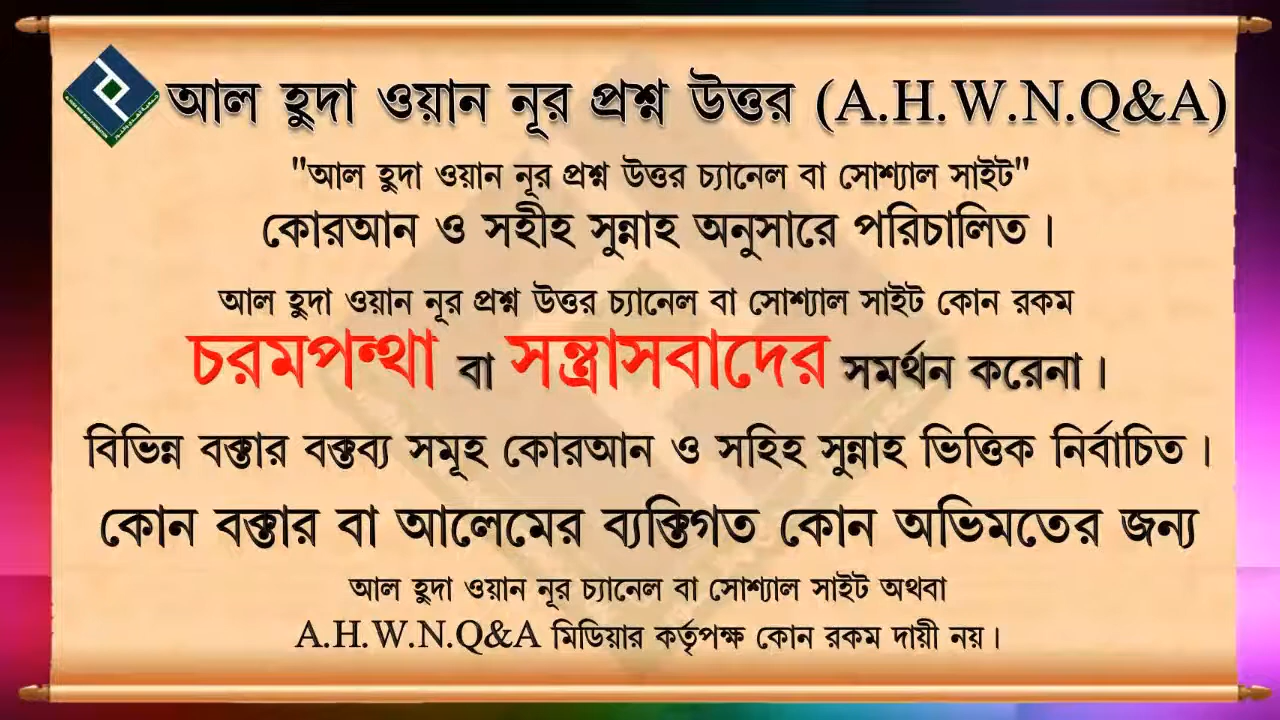 আল হুদা ওয়ান নূর প্রশ্ন উত্তর (A.H.W.N.Q&A)
"আল হুদা ওয়ান নূর প্রশ্ন উত্তর চ্যানেল বা সোশ্যাল সাইট"
কোরআন ও সহীহ সুন্নাহ অনুসারে পরিচালিত।
আল হুদা ওয়ান নূর প্রশ্ন উত্তর চ্যানেল বা সোশ্যাল সাইট কোন রকম
চরমপন্থা বা সন্ত্রাসবাদের সমর্থন করেনা।
বিভিন্ন বক্তার বক্তব্য সমূহ কোরআন ও সহিহ সুন্নাহ ভিত্তিক নির্বাচিত।
কোন বক্তার বা আলেমের ব্যক্তিগত কোন অভিমতের জন্য
আল হুদা ওয়ান নূর চ্যানেল বা সোশ্যাল সাইট অথবা
A.H.W.N.Q&A মিডিয়ার কর্তৃপক্ষ কোন রকম দায়ী নয়।